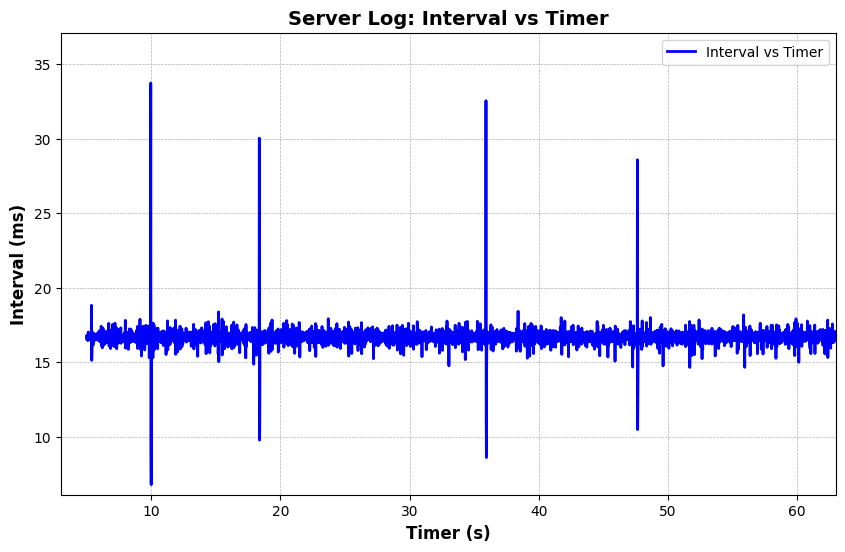 Server Log: Interval vs Timer
Interval vs Timer
35
30
25
20
15
10
Interval (ms)
10 20 30 40 50 60
Timer (s)